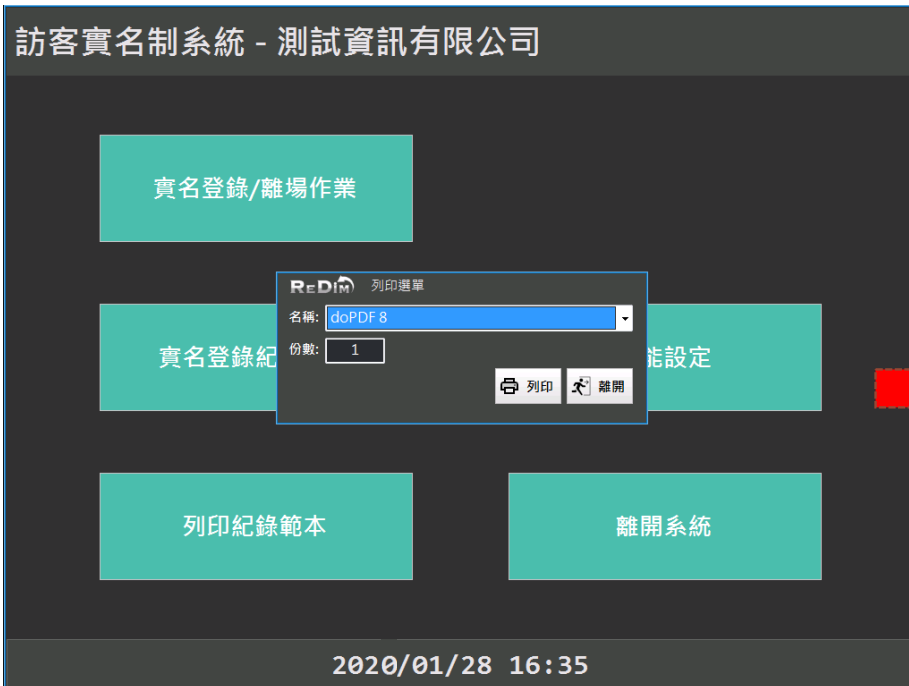 訪客實名制系統 - 測試資訊有限公司
實名登錄/離場作業
REDIM 列印選單
名稱: doPDF 8
份數: 1
列印 離開
實名登錄紀
能設定
列印紀錄範本
離開系統
2020/01/28 16:35